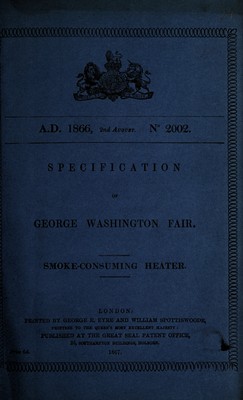 A.D. 1866, 2nd AUGUST. Nº 2002.
SPECIFICATION
OF
GEORGE WASHINGTON FAIR.
SMOKE-CONSUMING HEATER.
LONDON:
PRINTED BY GEORGE E. EYRE AND WILLIAM SPOTTISWOODE,
PRINTERS TO THE QUEEN'S MOST EXCELLENT MAJESTY:
PUBLISHED AT THE GREAT SEAL PATENT OFFICE,
25, SOUTHAMPTON BUILDINGS, HOLBORN.
1867.